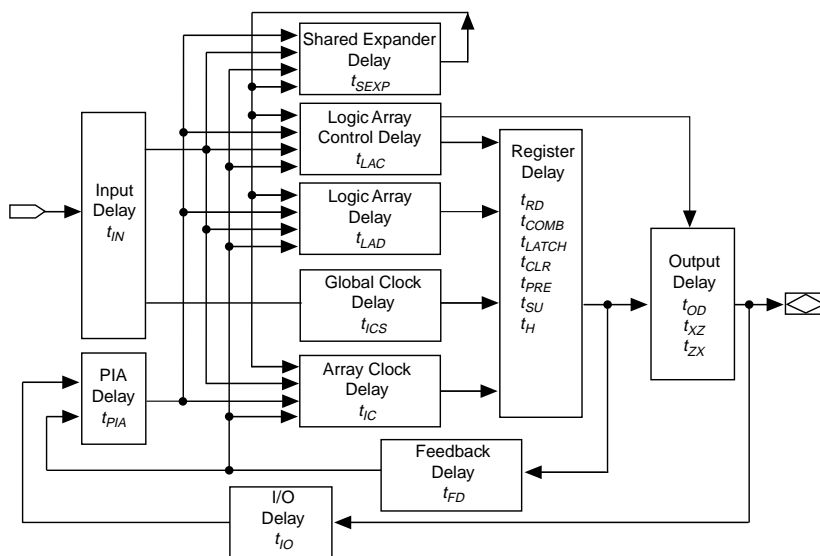 Shared Expander
Delay
tSEXP
Logic Array
Control Delay
tLAC
Register
Delay
tRD
tCOMB
tLATCH
tCLR
tPRE
tSU
tH
Input
Delay
tIN
Logic Array
Delay
tLAD
Output
Delay
tOD
tXZ
tZX
Global Clock
Delay
tICS
PIA
Delay
tPIA
Array Clock
Delay
tIC
Feedback
Delay
tFD
I/O
Delay
tIO